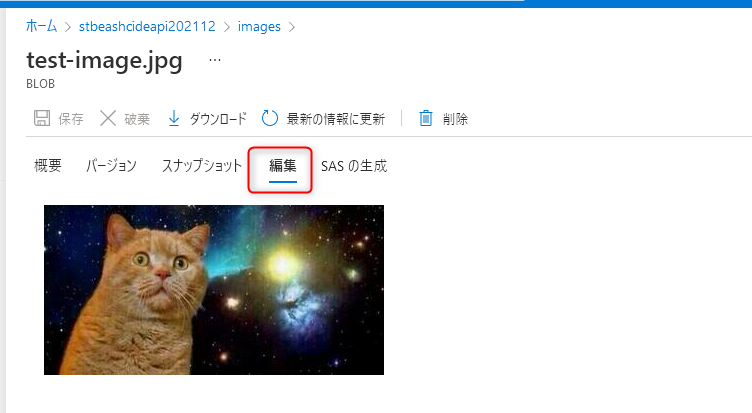 ホーム > stbeashcideapi202112 > images >
test-image.jpg ...
BLOB
保存 破棄 ダウンロード 最新の情報に更新 削除
概要 バージョン スナップショット 編集 SAS の生成